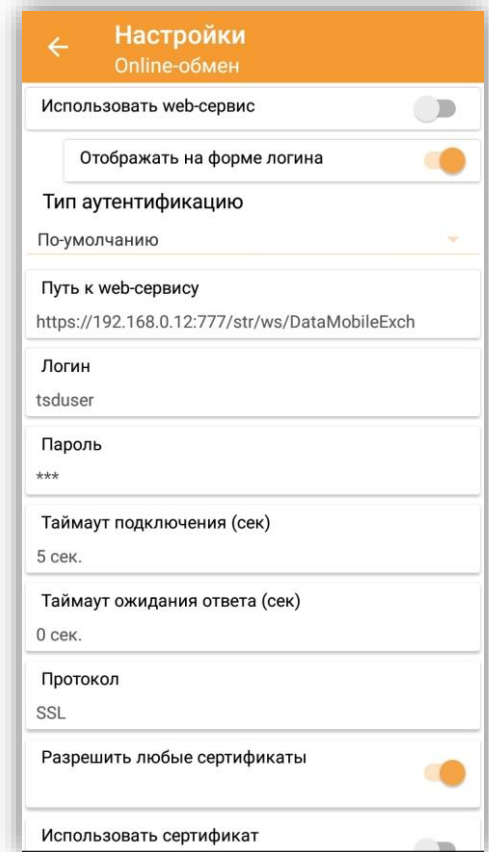 Настройки
Online-обмен
Использовать web-сервис
Отображать на форме логина
Тип аутентификацию
По-умолчанию
Путь к web-сервису
https://192.168.0.12:777/str/ws/DataMobileExch
Логин
tsduser
Пароль
***
Таймаут подключения (сек)
5 сек.
Таймаут ожидания ответа (сек)
0 сек.
Протокол
SSL
Разрешить любые сертификаты
Использовать сертификат